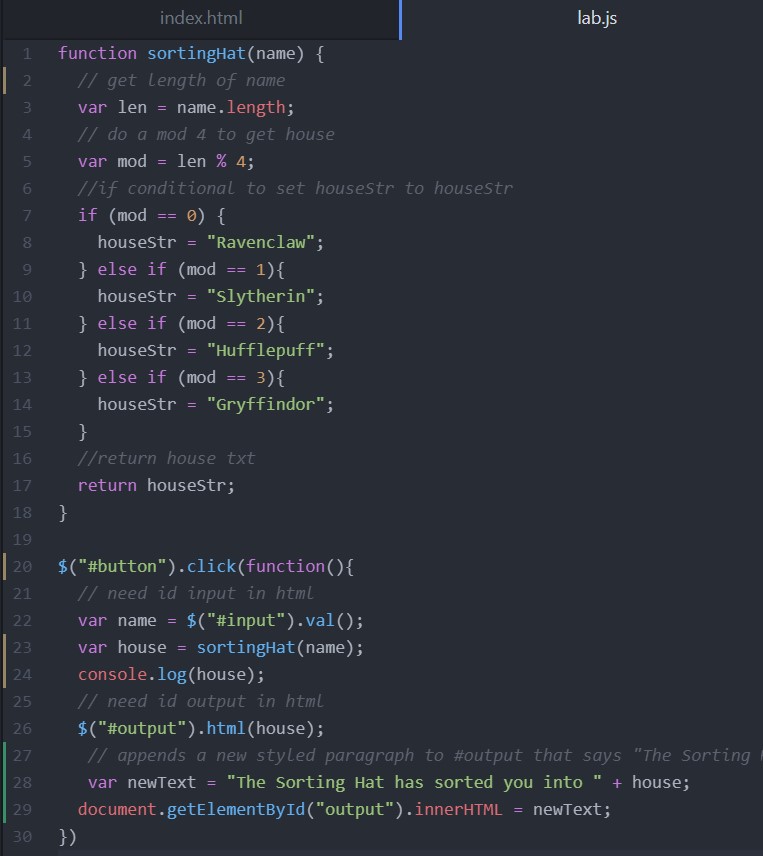 index.html lab.js
1 function sortingHat(name) {
2 // get length of name
3 var len = name.length;
4 // do a mod 4 to get house
5 var mod = len % 4;
6 //if conditional to set houseStr to houseStr
7 if (mod == 0) {
8 houseStr = "Ravenclaw";
9 } else if (mod == 1){
10 houseStr = "Slytherin";
11 } else if (mod == 2){
12 houseStr = "Hufflepuff";
13 } else if (mod == 3){
14 houseStr = "Gryffindor";
15 }
16 //return house txt
17 return houseStr;
18 }
19
20 $("#button").click(function(){
21 // need id input in html
22 var name = $("#input").val();
23 var house = sortingHat(name);
24 console.log(house);
25 // need id output in html
26 $("#output").html(house);
27 // appends a new styled paragraph to #output that says "The Sorting
28 var newText = "The Sorting Hat has sorted you into " + house;
29 document.getElementById("output").innerHTML = newText;
30 })